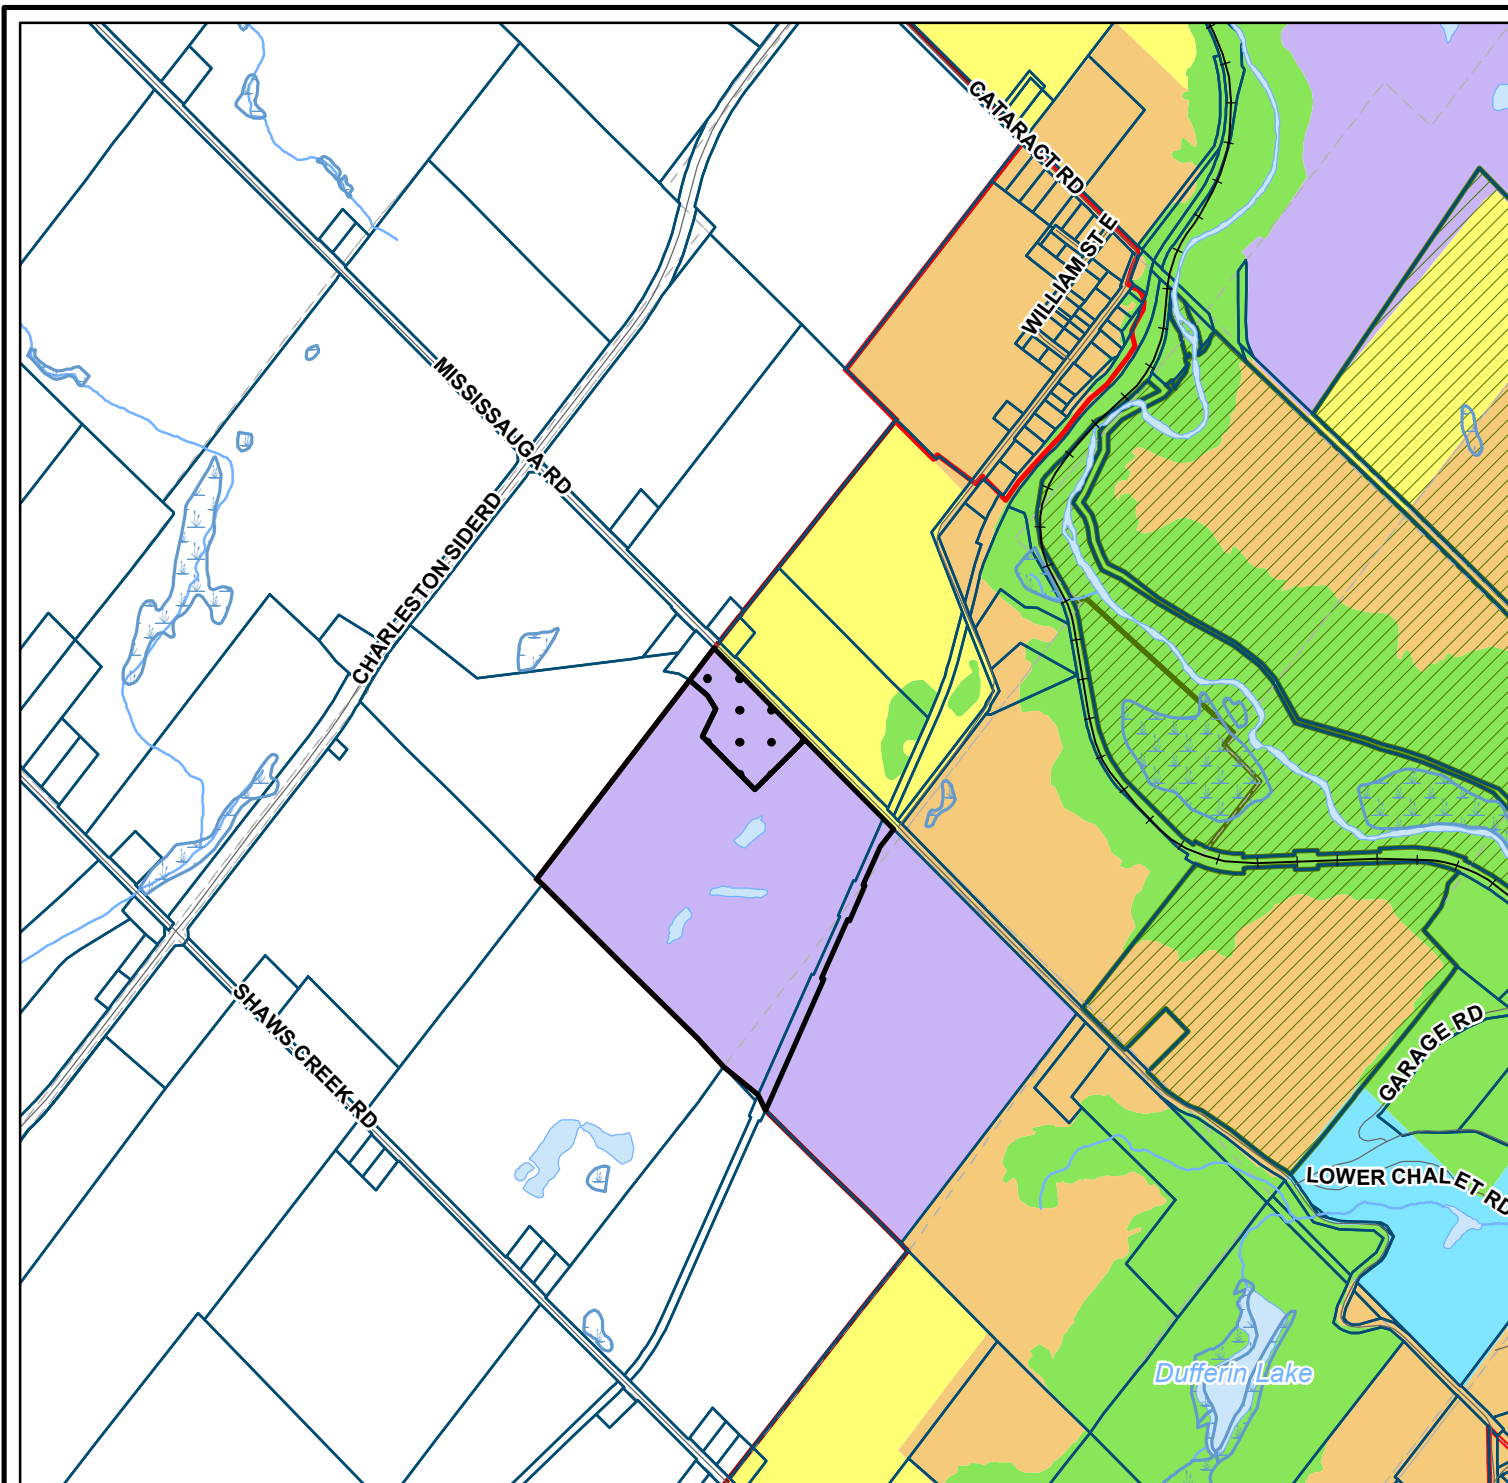 CATARACT RD
WILLIAM ST E
MISSISSAUGA RD
CHARLESTON SIDERD
SHAWS CREEK RD
GARAGE RD
LOWER CHALET RD
Dufferin Lake